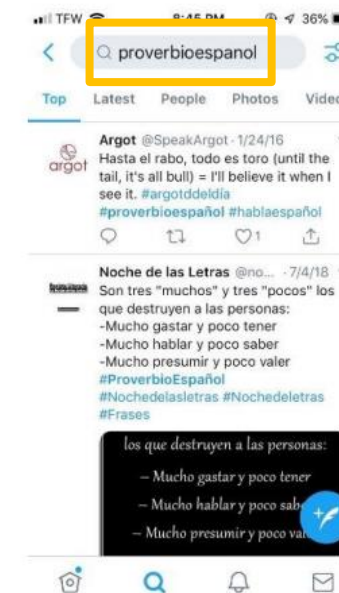 TFW 8:45 PM 36%
proverbioespanol
Top Latest People Photos Video
argot
Argot @SpeakArgot · 1/24/16
Hasta el rabo, todo es toro (until the
tail, it's all bull) = I'll believe it when I
see it. #argotddeldía
#proverbioespañol #hablaespañol
1
Noche de las Letras @no... · 7/4/18
Son tres "muchos" y tres "pocos" los
que destruyen a las personas:
-Mucho gastar y poco tener
-Mucho hablar y poco saber
-Mucho presumir y poco valer
#ProverbioEspañol
#Nochedelasletras #Nochedeletras
#Frases
los que destruyen a las personas:
– Mucho gastar y poco tener
– Mucho hablar y poco sab
– Mucho presumir y poco va